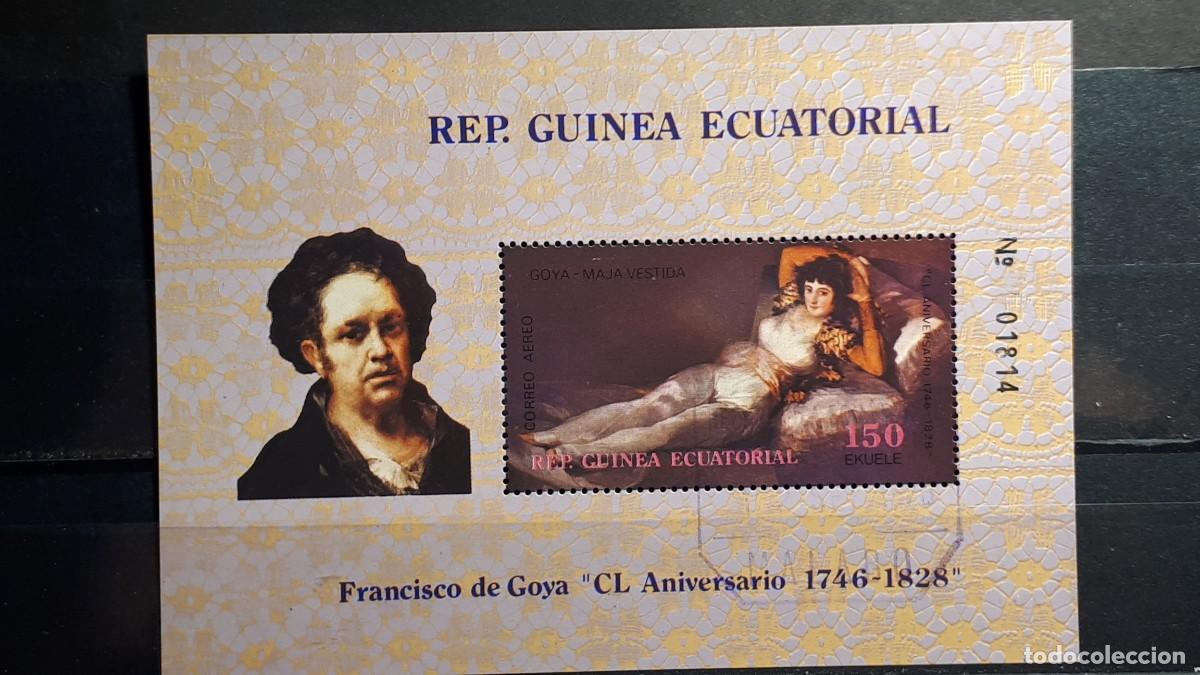 REP. GUINEA ECUATORIAL
GOYA - MAJA VESTIDA
CORREO AEREO
"CL ANIVERSARIO 1746-1828"
Nº 01814
150
EKUELE
REP. GUINEA ECUATORIAL
MALABO
Francisco de Goya "CL Aniversario 1746-1828"
todocoleccion